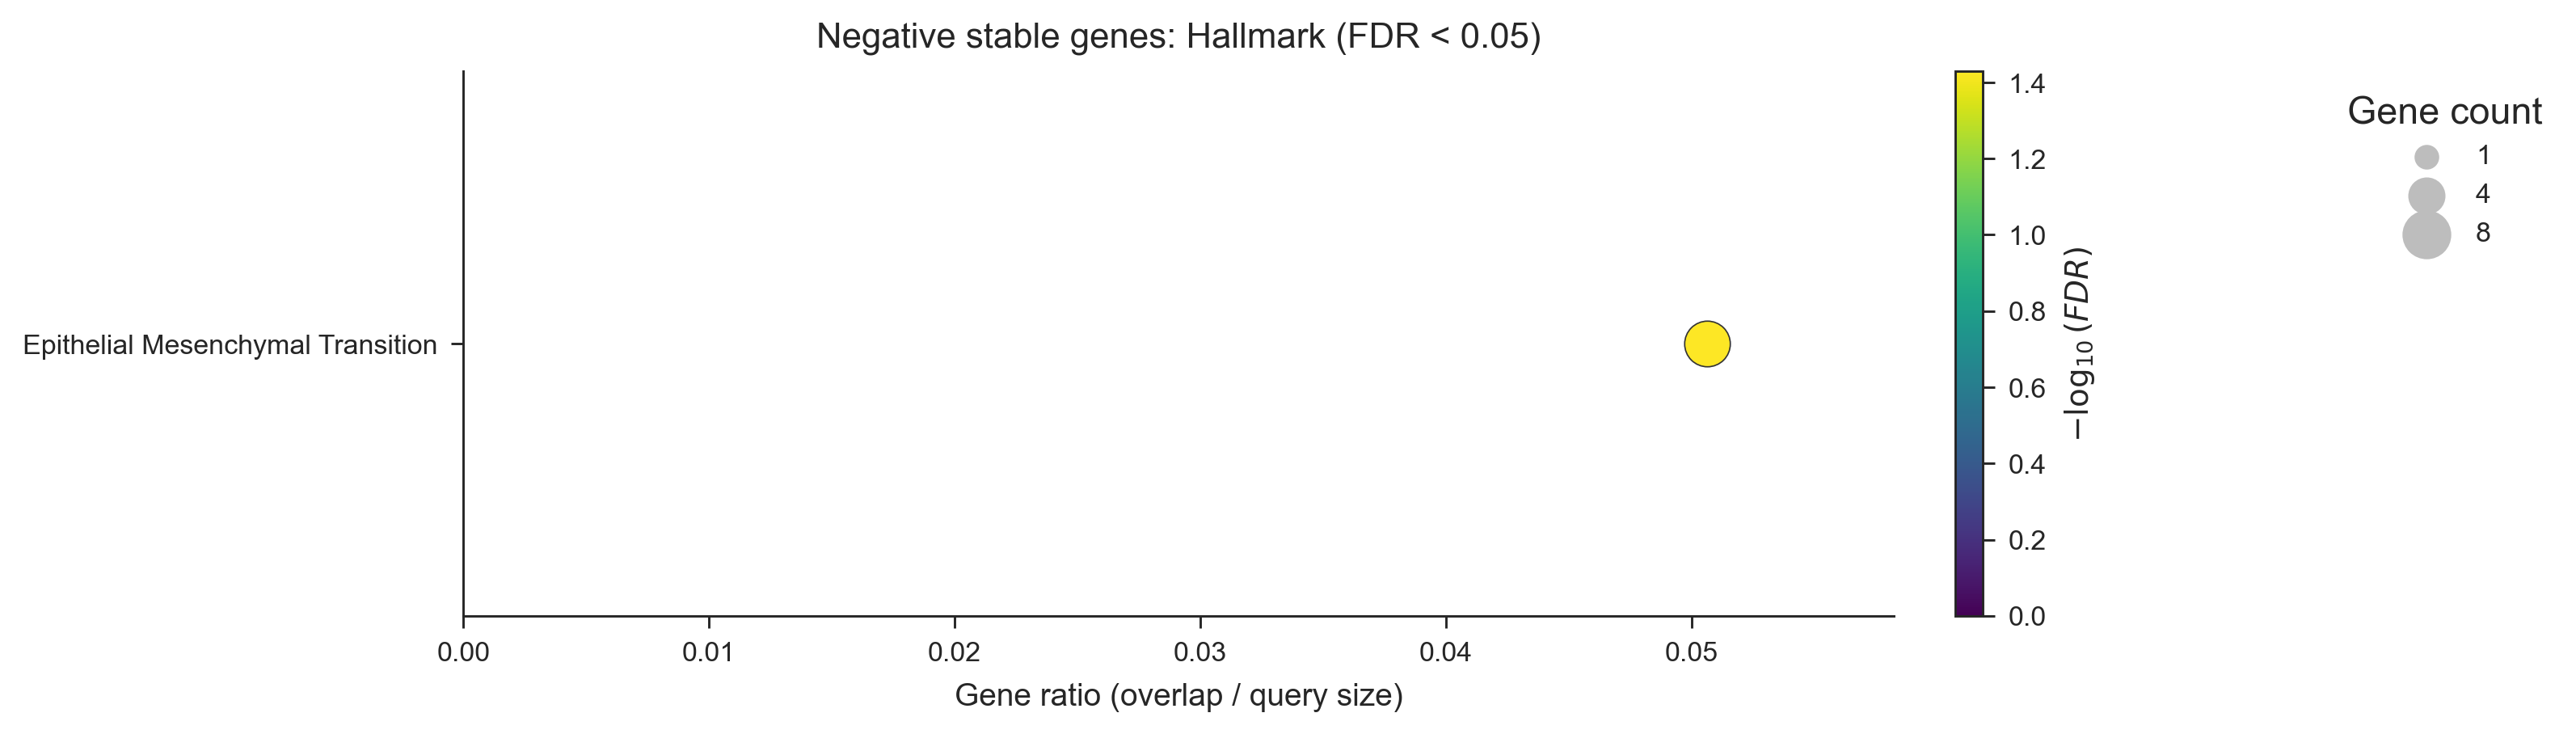 Negative stable genes: Hallmark (FDR < 0.05)
Epithelial Mesenchymal Transition
0.00 0.01 0.02 0.03 0.04 0.05
Gene ratio (overlap / query size)
1.4
1.2
1.0
0.8
0.6
0.4
0.2
0.0
−log₁₀ (FDR)
Gene count
1
4
8